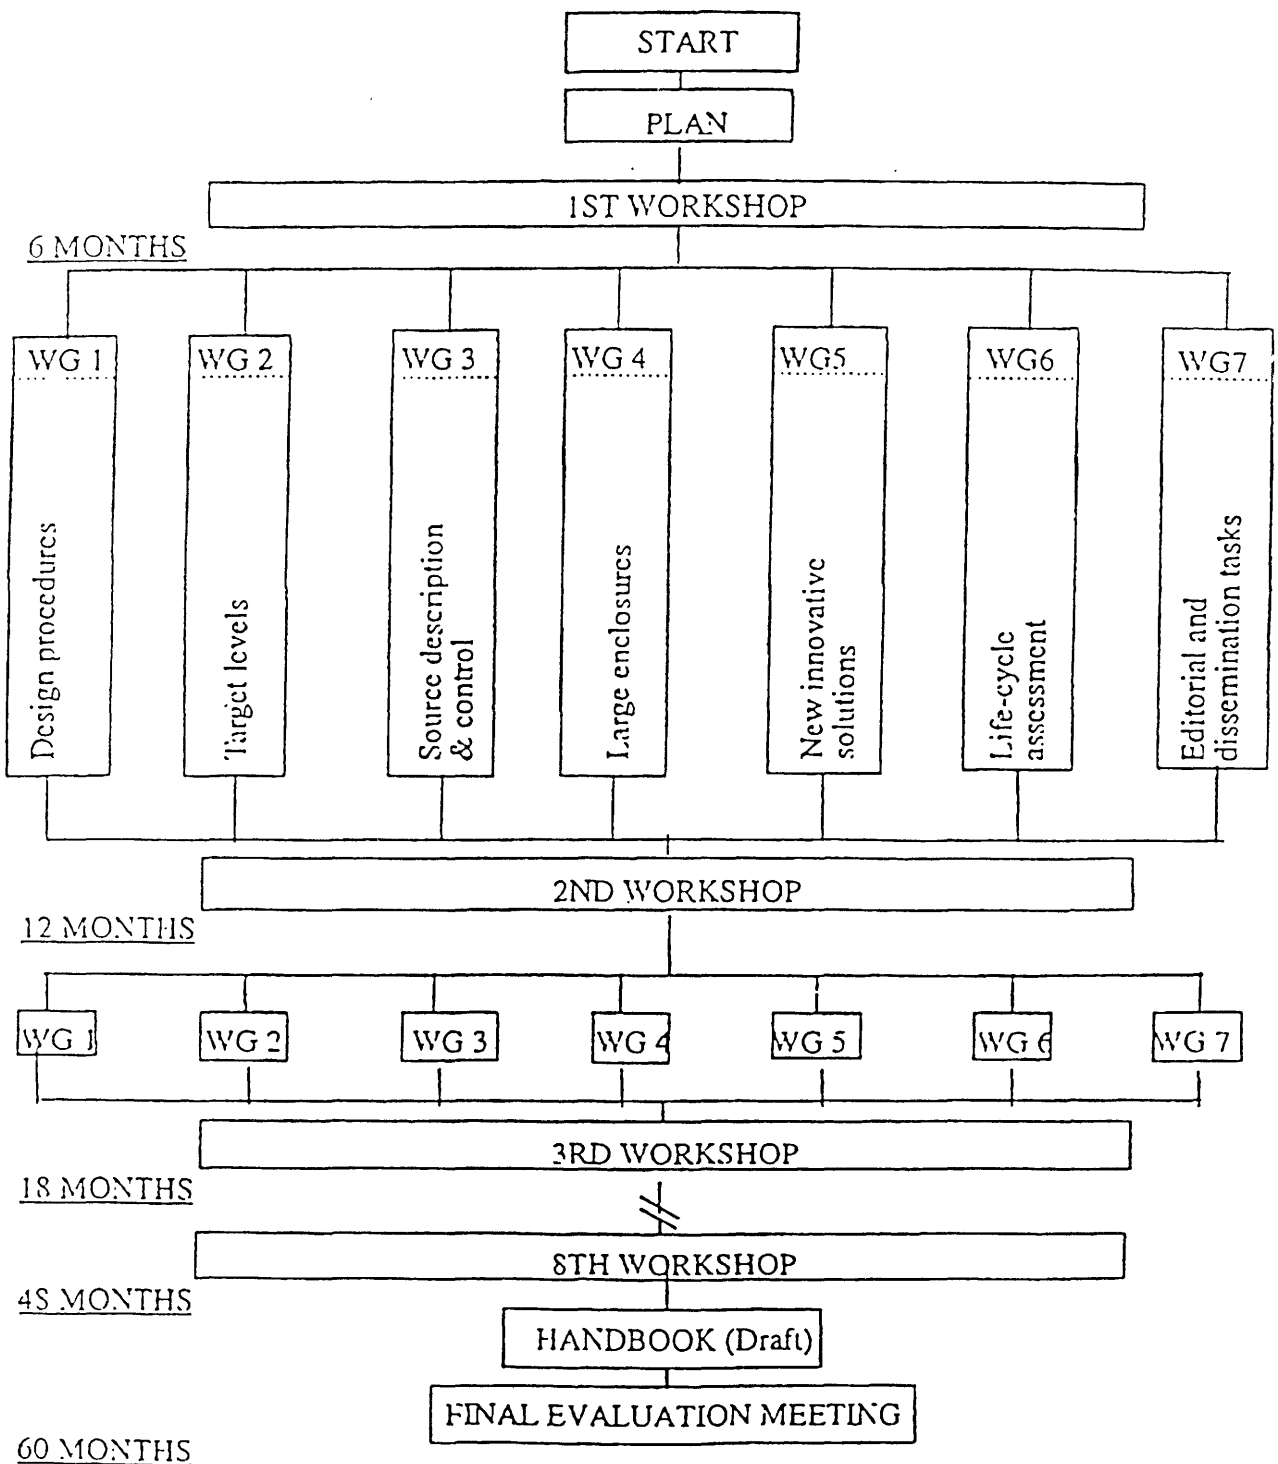 START
PLAN
1ST WORKSHOP
6 MONTHS
WG 1
WG 2
WG 3
WG 4
WG5
WG6
WG7
Design procedures
Target levels
Source description
& control
Large enclosures
New innovative
solutions
Life-cycle
assessment
Editorial and
dissemination tasks
2ND WORKSHOP
12 MONTHS
WG 1
WG 2
WG 3
WG 4
WG 5
WG 6
WG 7
3RD WORKSHOP
18 MONTHS
8TH WORKSHOP
48 MONTHS
HANDBOOK (Draft)
FINAL EVALUATION MEETING
60 MONTHS